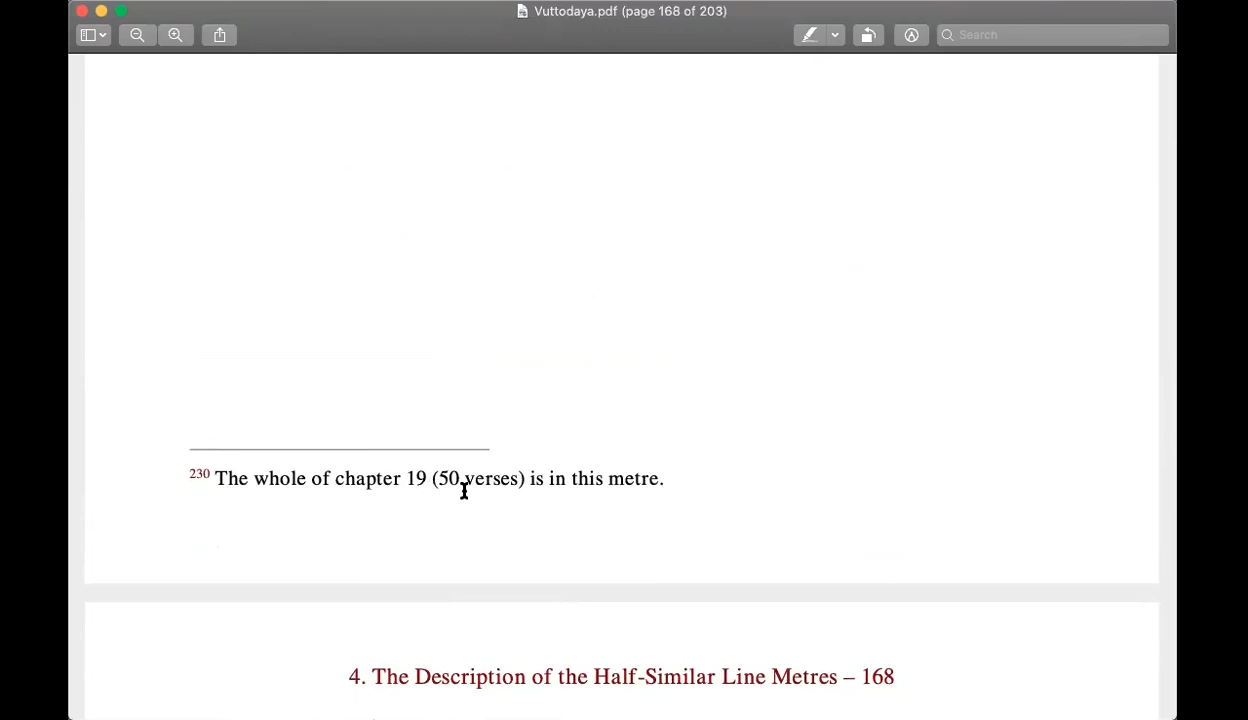 Vuttodaya.pdf (page 168 of 203)
Search
230 The whole of chapter 19 (50 verses) is in this metre.
4. The Description of the Half-Similar Line Metres – 168